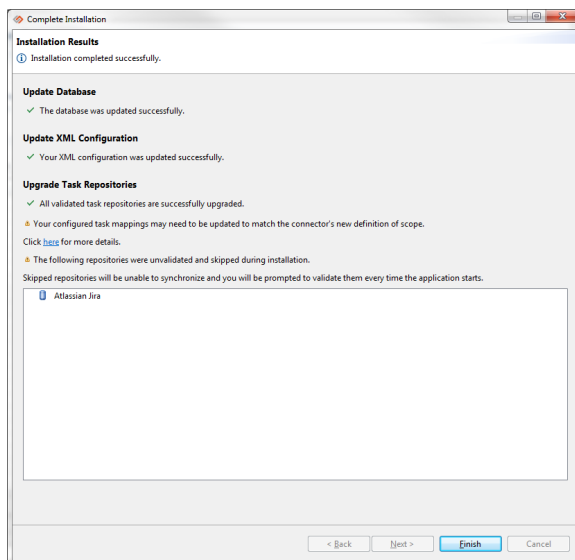 Complete Installation
Installation Results
Installation completed successfully.
Update Database
The database was updated successfully.
Update XML Configuration
Your XML configuration was updated successfully.
Upgrade Task Repositories
All validated task repositories are successfully upgraded.
Your configured task mappings may need to be updated to match the connector's new definition of scope.
Click here for more details.
The following repositories were unvalidated and skipped during installation.
Skipped repositories will be unable to synchronize and you will be prompted to validate them every time the application starts.
Atlassian Jira
< Back Next > Finish Cancel